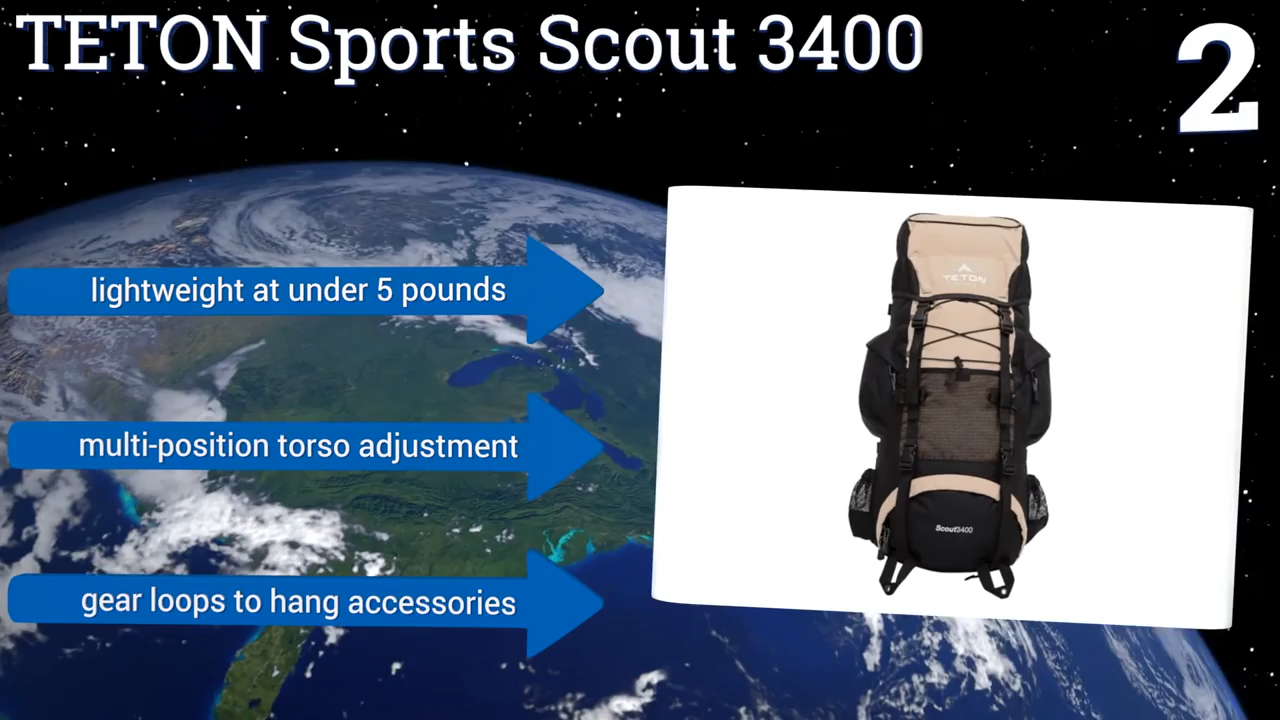 TETON Sports Scout 3400
2
lightweight at under 5 pounds
multi-position torso adjustment
gear loops to hang accessories
TETON
Scout3400